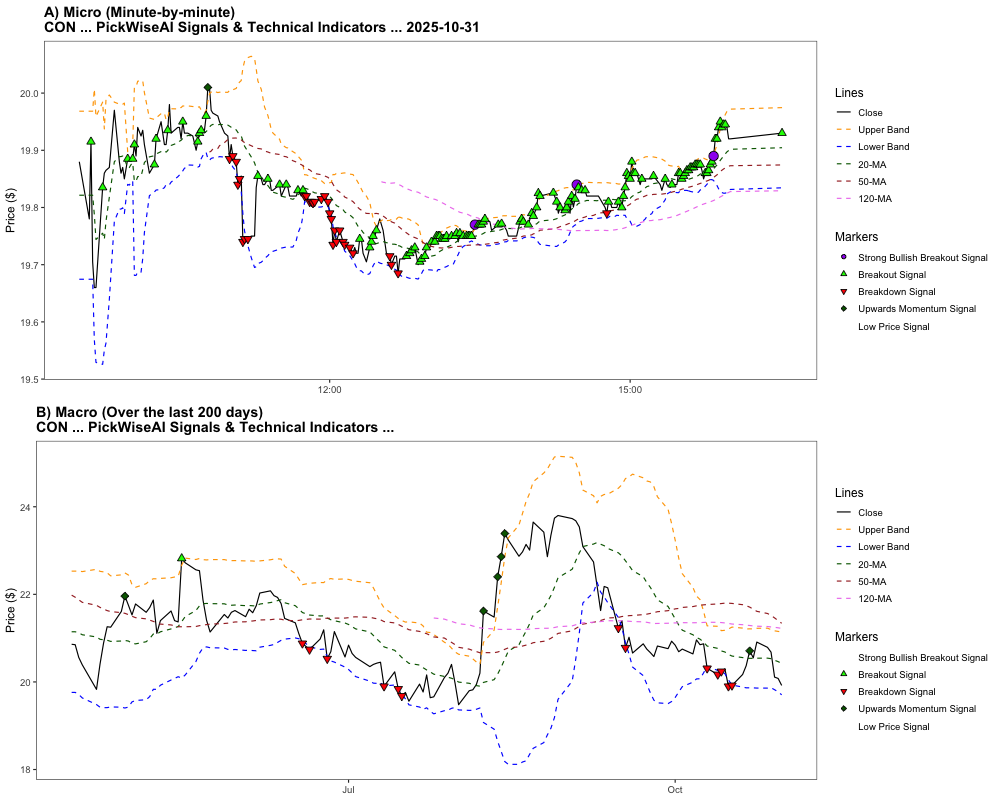 A) Micro (Minute-by-minute)
CON ... PickWiseAI Signals & Technical Indicators ... 2025-10-31
Price ($)
20.0
19.9
19.8
19.7
19.6
19.5
12:00
15:00
Lines
Close
Upper Band
Lower Band
20-MA
50-MA
120-MA
Markers
Strong Bullish Breakout Signal
Breakout Signal
Breakdown Signal
Upwards Momentum Signal
Low Price Signal
B) Macro (Over the last 200 days)
CON ... PickWiseAI Signals & Technical Indicators ...
Price ($)
24
22
20
18
Jul
Oct
Lines
Close
Upper Band
Lower Band
20-MA
50-MA
120-MA
Markers
Strong Bullish Breakout Signal
Breakout Signal
Breakdown Signal
Upwards Momentum Signal
Low Price Signal